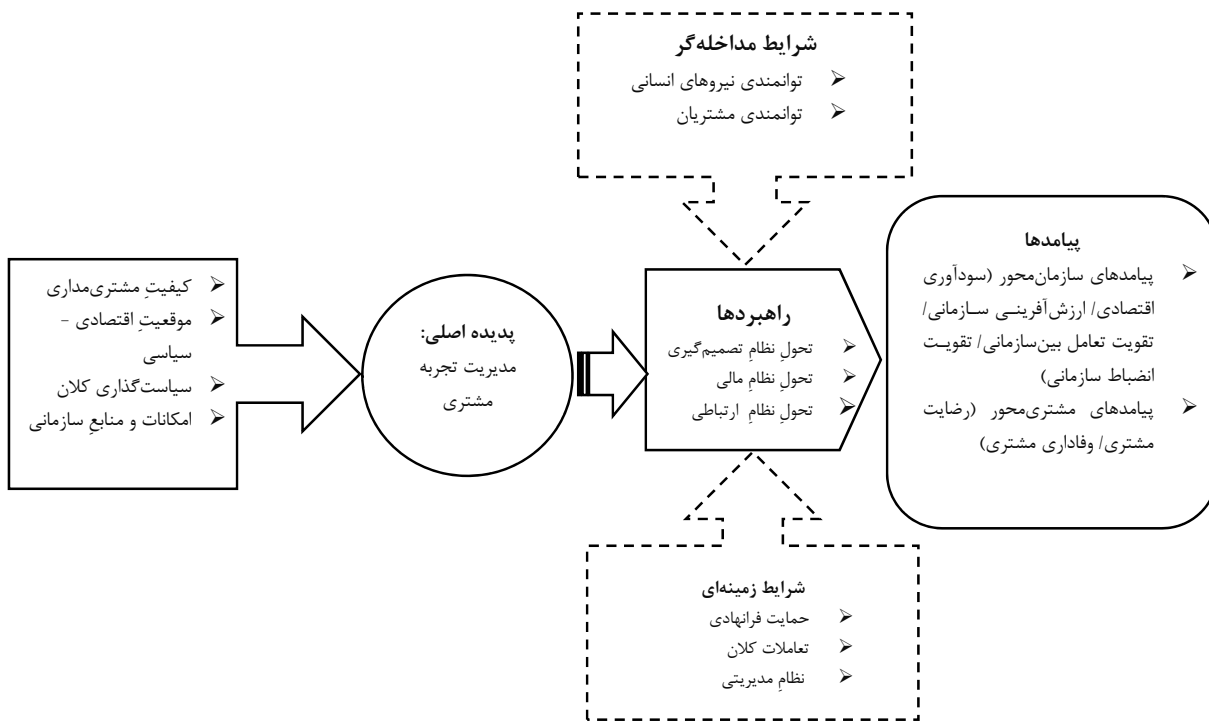 شرایط مداخله‌گر
⮚ توانمندی نیروهای انسانی
⮚ توانمندی مشتریان
⮚ کیفیتِ مشتری‌مداری
⮚ موقعیتِ اقتصادی –
سیاسی
⮚ سیاست‌گذاری کلان
⮚ امکانات و منابعِ سازمانی
پدیده اصلی:
مدیریت تجربه
مشتری
راهبردها
⮚ تحولِ نظامِ تصمیم‌گیری
⮚ تحولِ نظامِ مالی
⮚ تحولِ نظامِ ارتباطی
پیامدها
⮚ پیامدهای سازمان‌محور (سودآوری
اقتصادی/ ارزش‌آفرینـی سـازمانی/
تقویت تعامل بین‌سازمانی/ تقویـت
انضباط سازمانی)
⮚ پیامدهای مشتری‌محور (رضایت
مشتری/ وفاداری مشتری)
شرایط زمینه‌ای
⮚ حمایت فرانهادی
⮚ تعاملات کلان
⮚ نظامِ مدیریتی